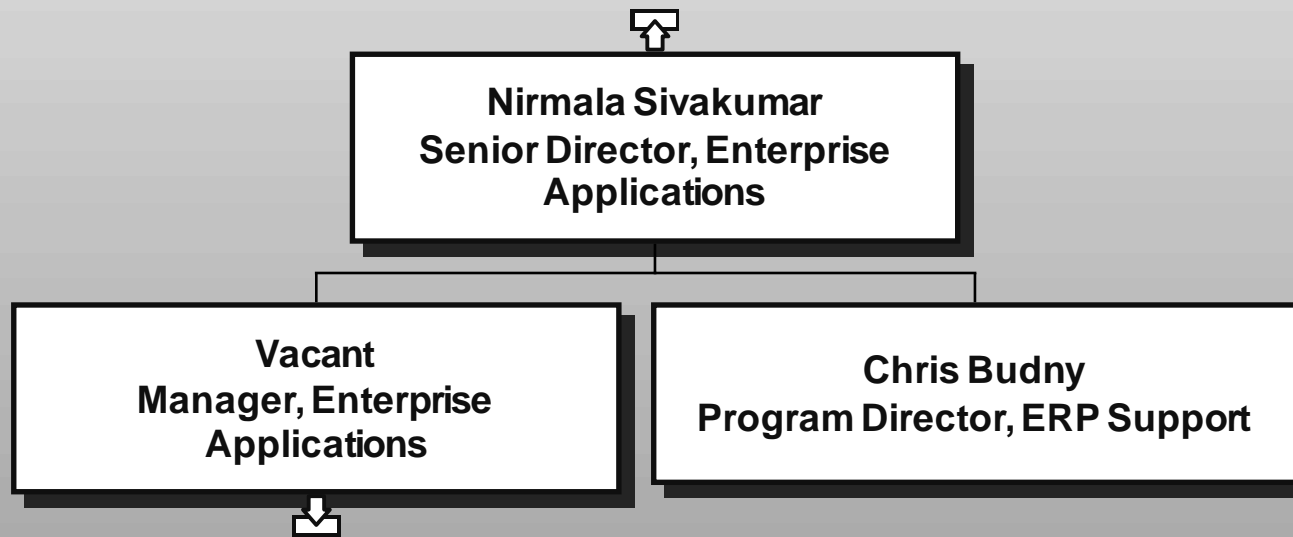 Nirmala Sivakumar
Senior Director, Enterprise
Applications
Vacant
Manager, Enterprise
Applications
Chris Budny
Program Director, ERP Support